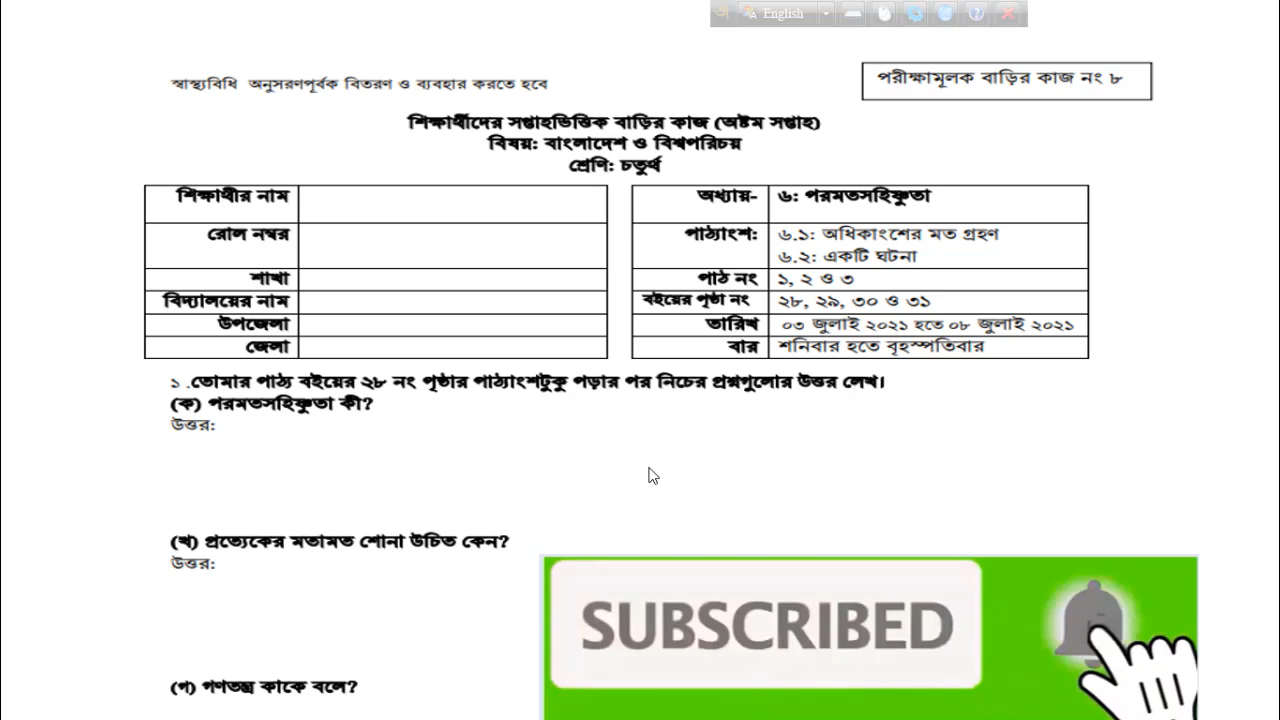 English
স্বাস্থ্যবিধি অনুসরণপূর্বক বিতরণ ও ব্যবহার করতে হবে
পরীক্ষামূলক বাড়ির কাজ নং ৮
শিক্ষার্থীদের সপ্তাহভিত্তিক বাড়ির কাজ (অষ্টম সপ্তাহ)
বিষয়: বাংলাদেশ ও বিশ্বপরিচয়
শ্রেণি: চতুর্থ
শিক্ষার্থীর নাম
রোল নম্বর
শাখা
বিদ্যালয়ের নাম
উপজেলা
জেলা
অধ্যায়- ৬: পরমতসহিষ্ণুতা
পাঠ্যাংশ: ৬.১: অধিকাংশের মত গ্রহণ
৬.২: একটি ঘটনা
পাঠ নং ১, ২ ও ৩
বইয়ের পৃষ্ঠা নং ২৮, ২৯, ৩০ ও ৩১
তারিখ ০৩ জুলাই ২০২১ হতে ০৮ জুলাই ২০২১
বার শনিবার হতে বৃহস্পতিবার
১ .তোমার পাঠ্য বইয়ের ২৮ নং পৃষ্ঠার পাঠ্যাংশটুকু পড়ার পর নিচের প্রশ্নগুলোর উত্তর লেখ।
(ক) পরমতসহিষ্ণুতা কী?
উত্তর:
(খ) প্রত্যেকের মতামত শোনা উচিত কেন?
উত্তর:
(গ) গণতন্ত্র কাকে বলে?
SUBSCRIBED